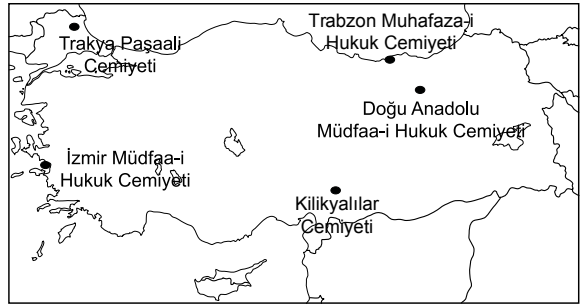 Trabzon Muhafaza-i
Hukuk Cemiyeti
Trakya Paşaali
Cemiyeti
Doğu Anadolu
Müdfaa-i Hukuk Cemiyeti
İzmir Müdfaa-i
Hukuk Cemiyeti
Kilikyalılar
Cemiyeti